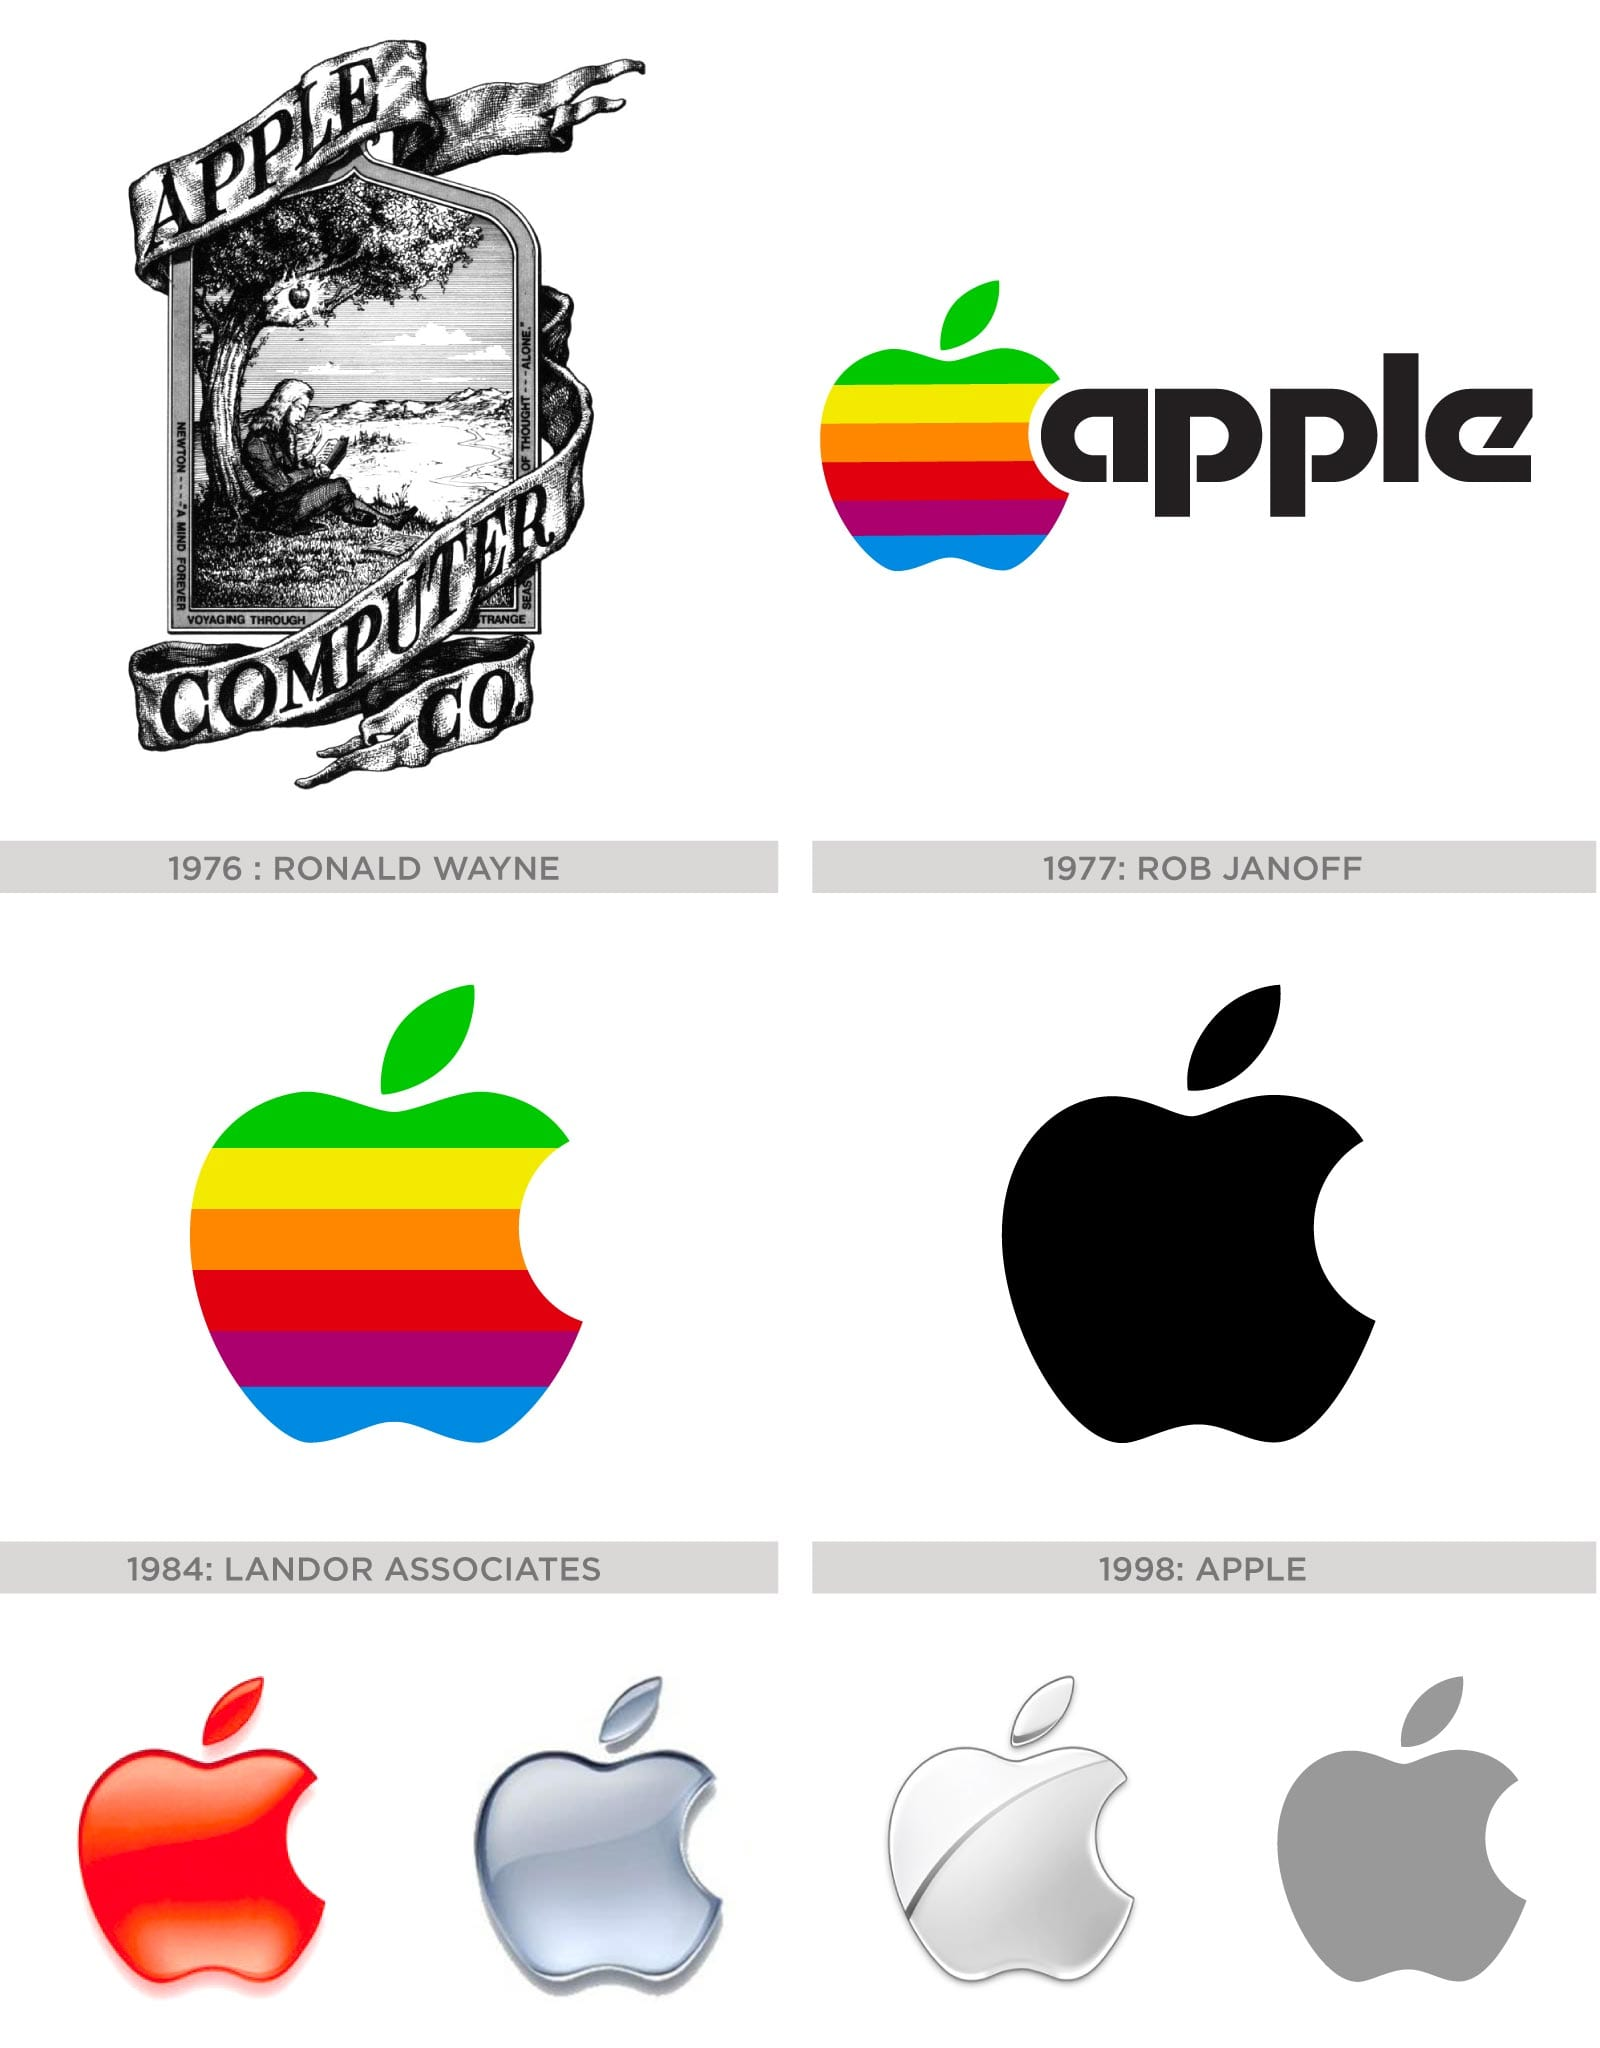 APPLE
NEWTON----"A MIND FOREVER
VOYAGING THROUGH
STRANGE
SEAS
OF THOUGHT---ALONE."
COMPUTER
CO.
apple
1976 : RONALD WAYNE
1977: ROB JANOFF
1984: LANDOR ASSOCIATES
1998: APPLE